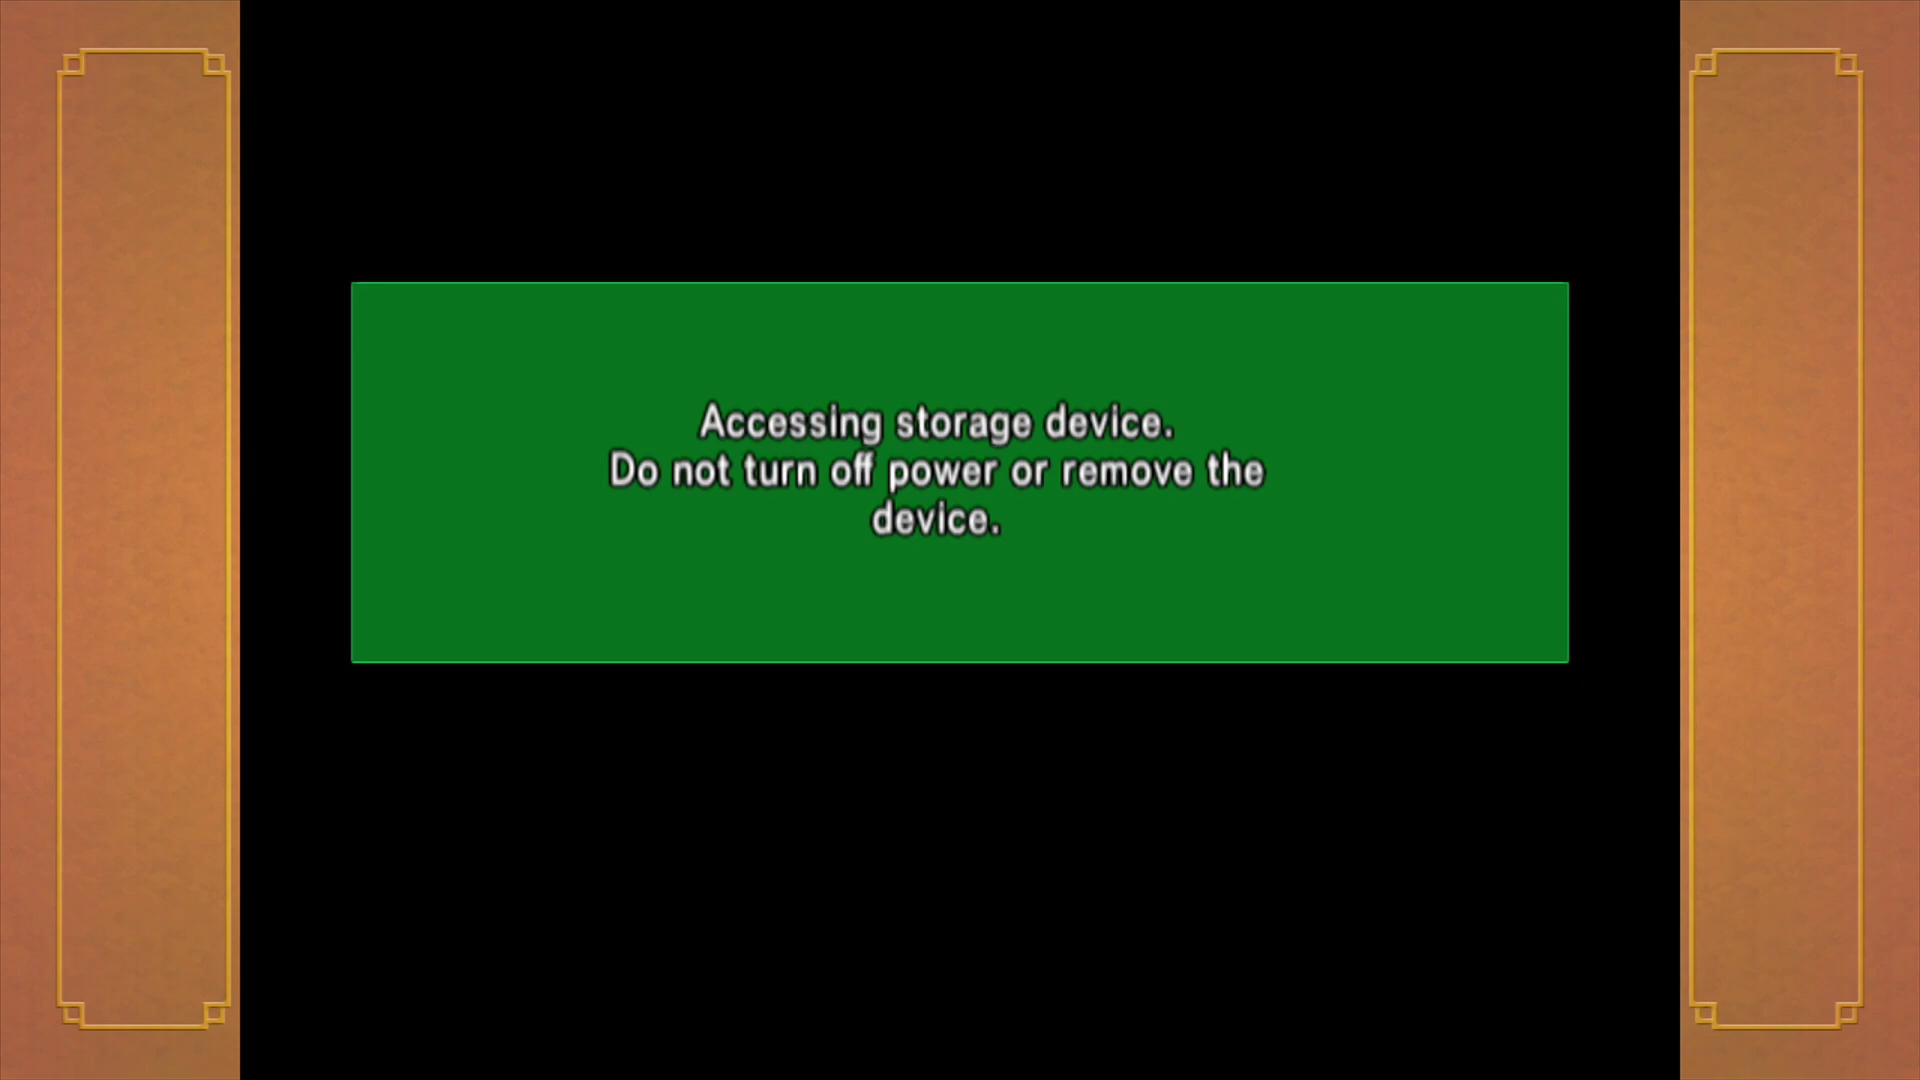 Accessing storage device.
Do not turn off power or remove the
device.